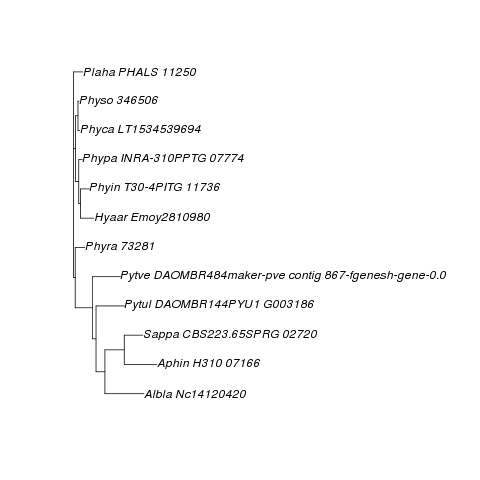 Plaha PHALS 11250
Physo 346506
Phyca LT1534539694
Phypa INRA-310PPTG 07774
Phyin T30-4PITG 11736
Hyaar Emoy2810980
Phyra 73281
Pytve DAOMBR484maker-pve contig 867-fgenesh-gene-0.0
Pytul DAOMBR144PYU1 G003186
Sappa CBS223.65SPRG 02720
Aphin H310 07166
Albla Nc14120420